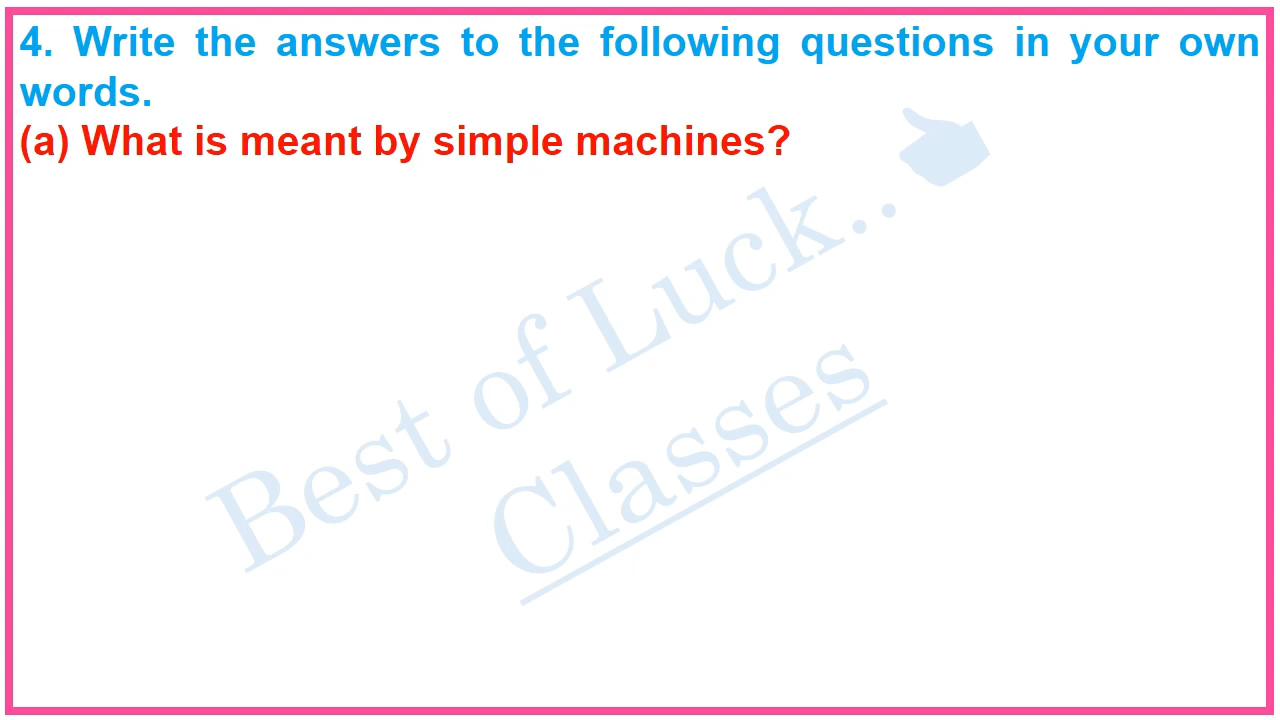 4. Write the answers to the following questions in your own
words.
(a) What is meant by simple machines?
Best of Luck..
Classes